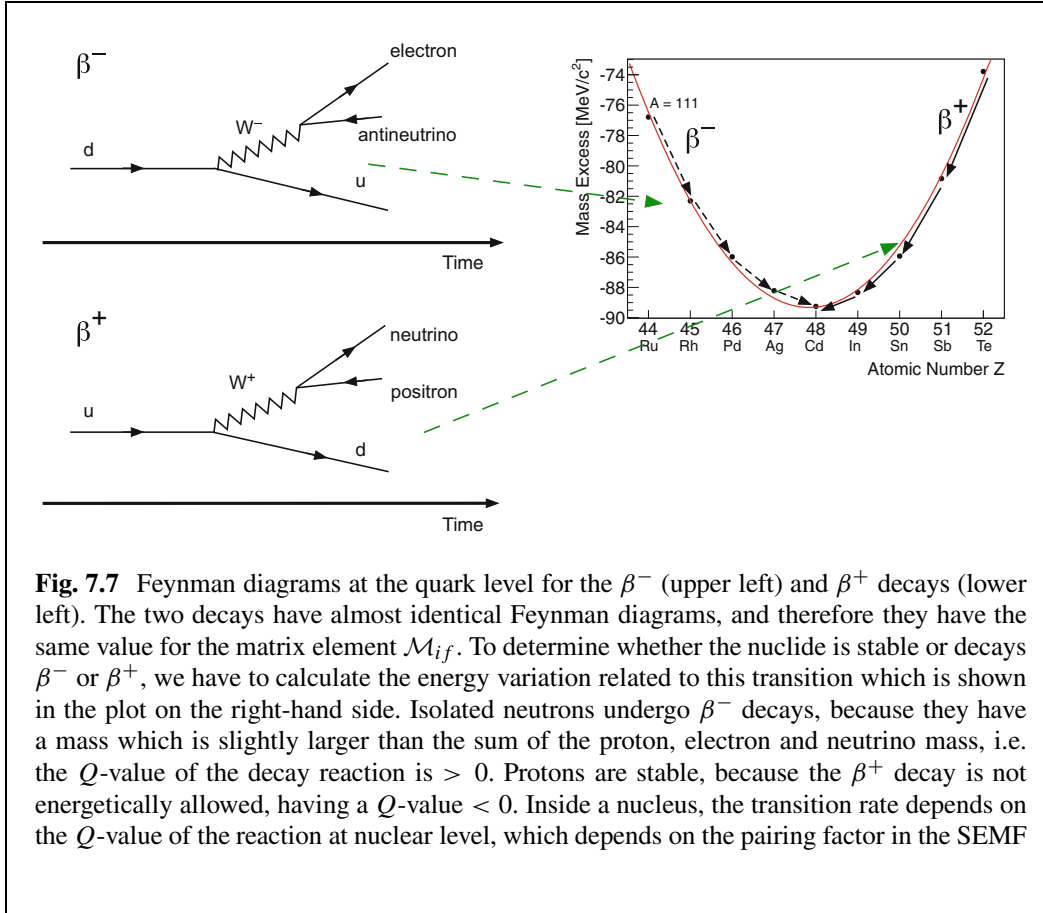 β−
electron
W−
antineutrino
d
u
Time
β+
neutrino
W+
positron
u
d
Time
Mass Excess [MeV/c²]
-74
-76
-78
-80
-82
-84
-86
-88
-90
A = 111
β−
β+
44 45 46 47 48 49 50 51 52
Ru Rh Pd Ag Cd In Sn Sb Te
Atomic Number Z
Fig. 7.7 Feynman diagrams at the quark level for the β− (upper left) and β+ decays (lower
left). The two decays have almost identical Feynman diagrams, and therefore they have the
same value for the matrix element ℳif. To determine whether the nuclide is stable or decays
β− or β+, we have to calculate the energy variation related to this transition which is shown
in the plot on the right-hand side. Isolated neutrons undergo β− decays, because they have
a mass which is slightly larger than the sum of the proton, electron and neutrino mass, i.e.
the Q-value of the decay reaction is > 0. Protons are stable, because the β+ decay is not
energetically allowed, having a Q-value < 0. Inside a nucleus, the transition rate depends on
the Q-value of the reaction at nuclear level, which depends on the pairing factor in the SEMF